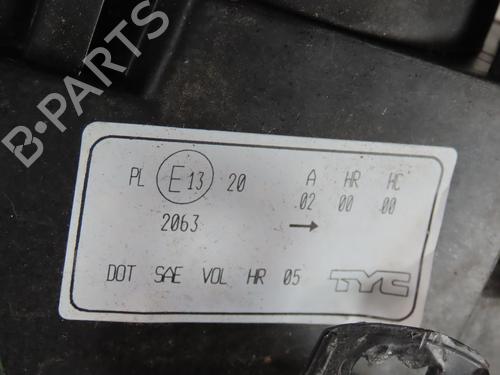 B-PARTS
PL E13 20 A HR HC
02 00 00
2063 →
DOT SAE VOL HR 05 TYC